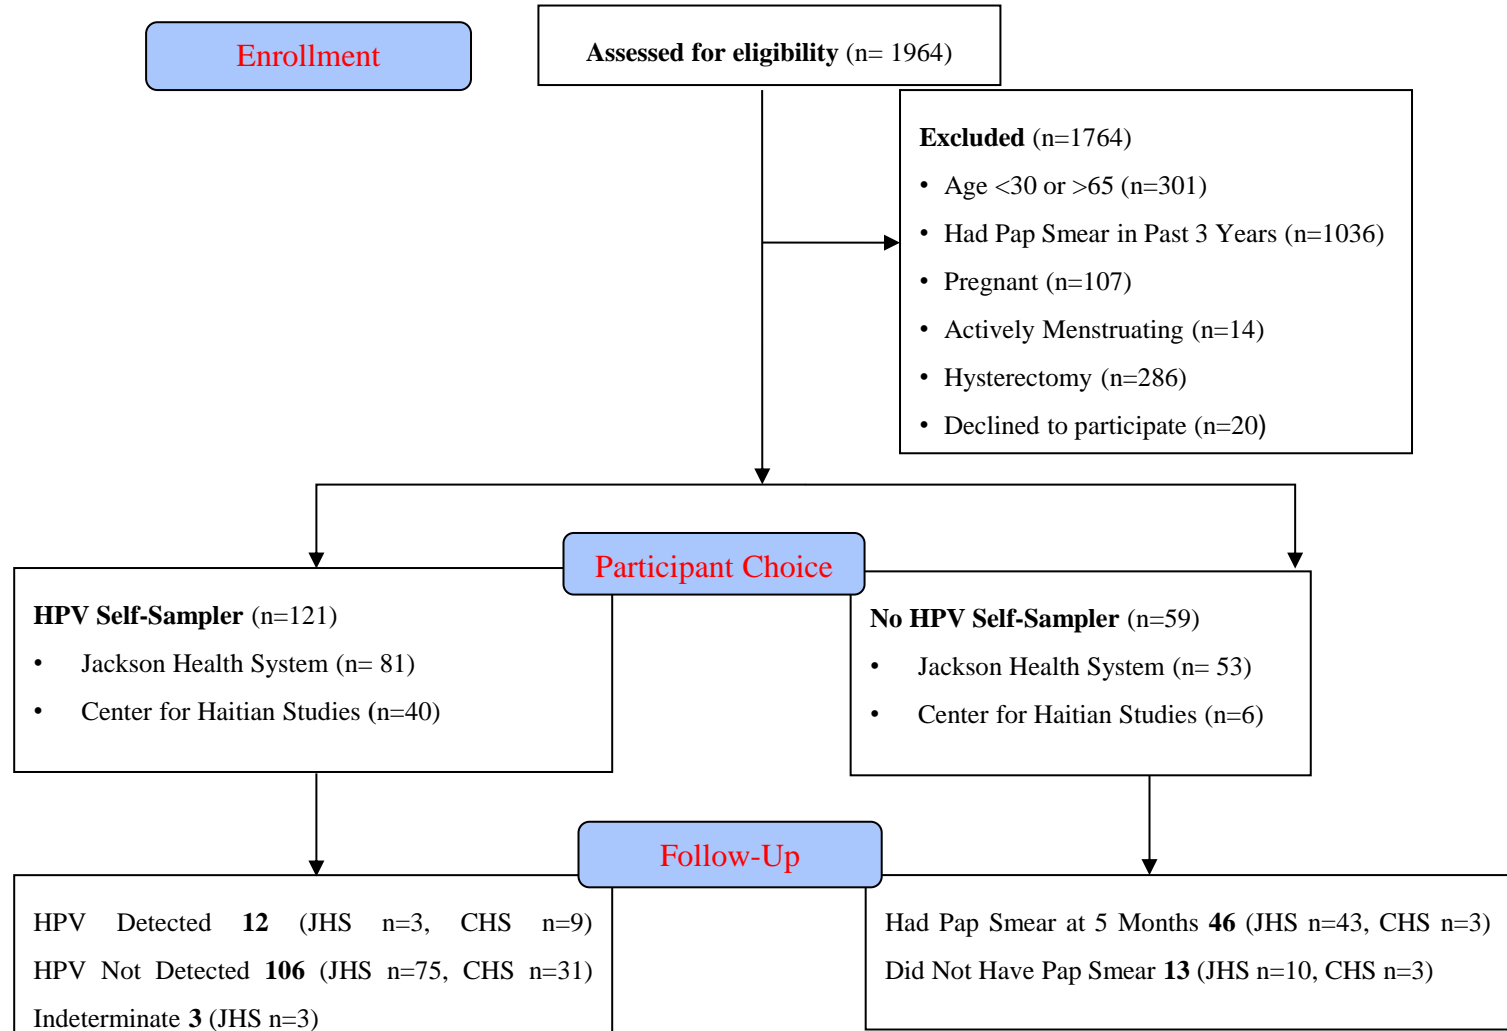 Enrollment
Assessed for eligibility (n= 1964)
Excluded (n=1764)
• Age <30 or >65 (n=301)
• Had Pap Smear in Past 3 Years (n=1036)
• Pregnant (n=107)
• Actively Menstruating (n=14)
• Hysterectomy (n=286)
• Declined to participate (n=20)
Participant Choice
HPV Self-Sampler (n=121)
• Jackson Health System (n= 81)
• Center for Haitian Studies (n=40)
No HPV Self-Sampler (n=59)
• Jackson Health System (n= 53)
• Center for Haitian Studies (n=6)
Follow-Up
HPV Detected 12 (JHS n=3, CHS n=9)
HPV Not Detected 106 (JHS n=75, CHS n=31)
Indeterminate 3 (JHS n=3)
Had Pap Smear at 5 Months 46 (JHS n=43, CHS n=3)
Did Not Have Pap Smear 13 (JHS n=10, CHS n=3)